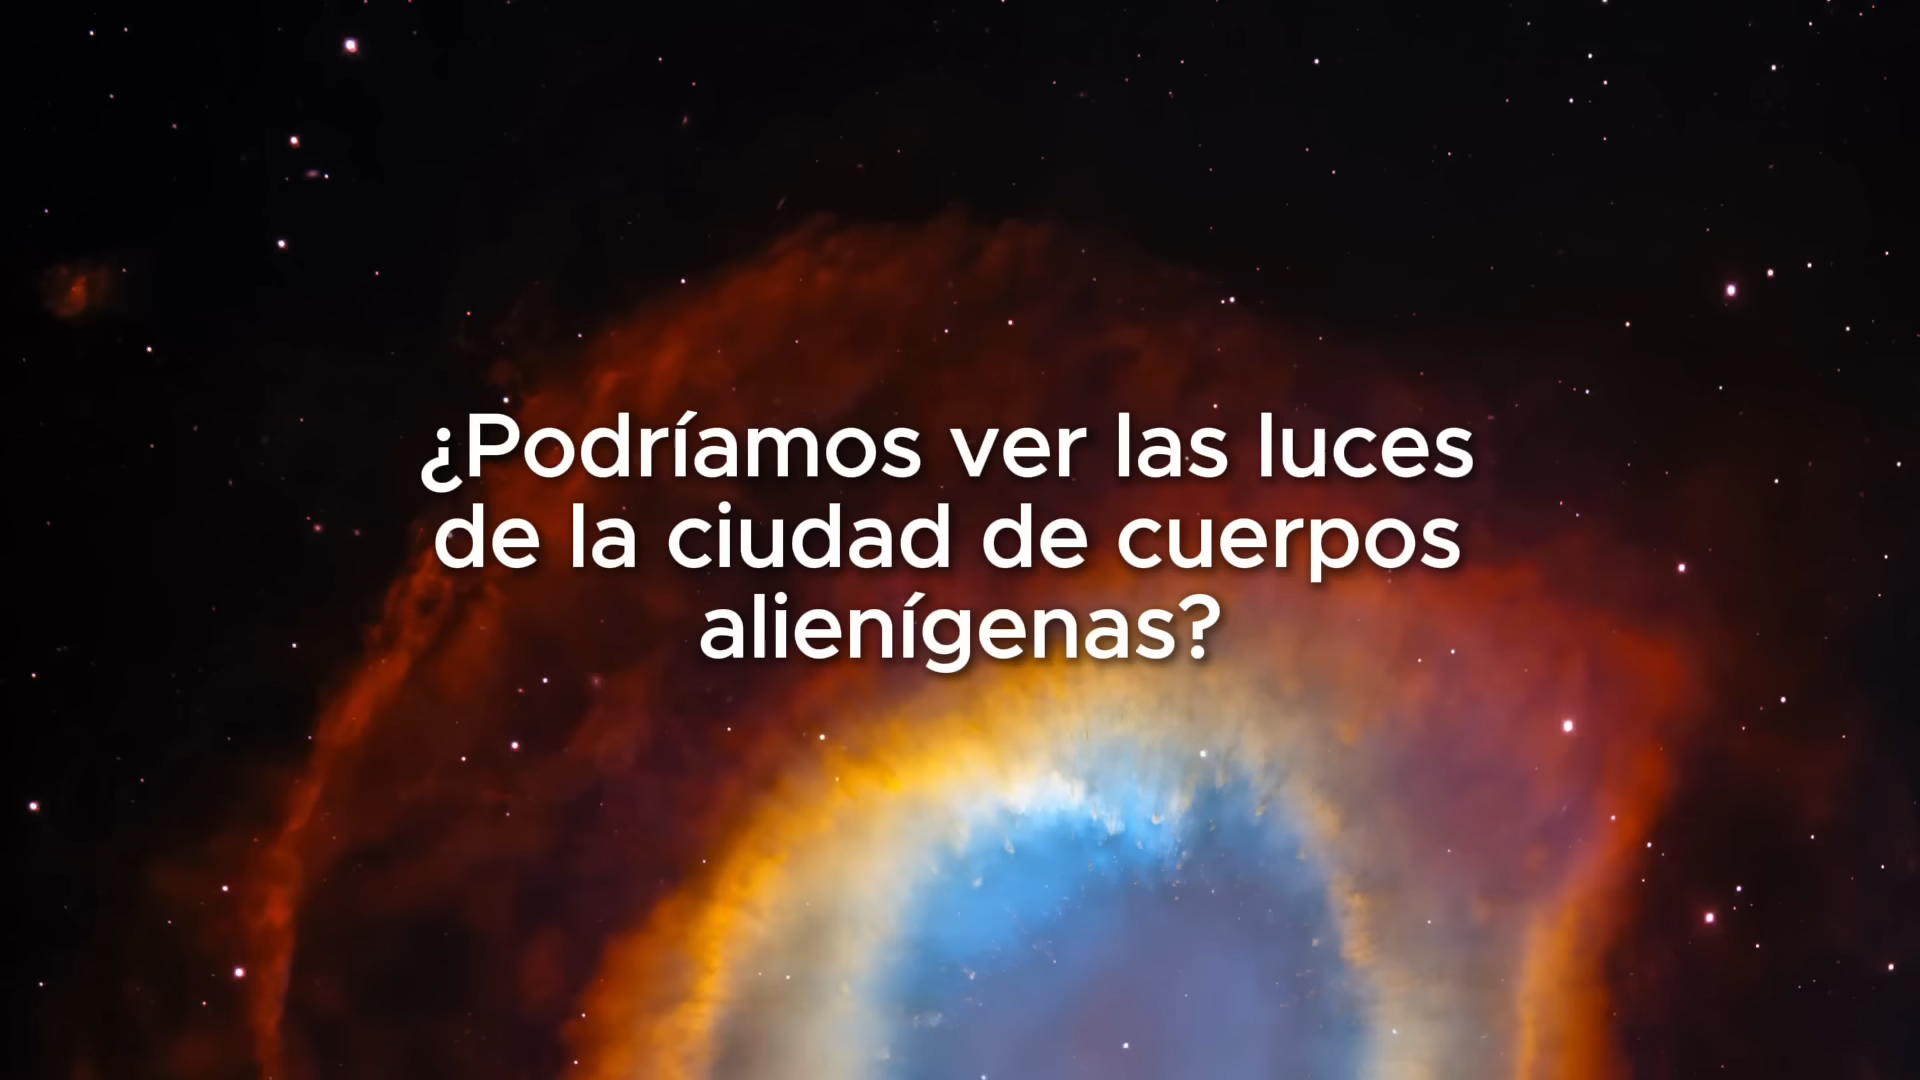 ¿Podríamos ver las luces
de la ciudad de cuerpos
alienígenas?